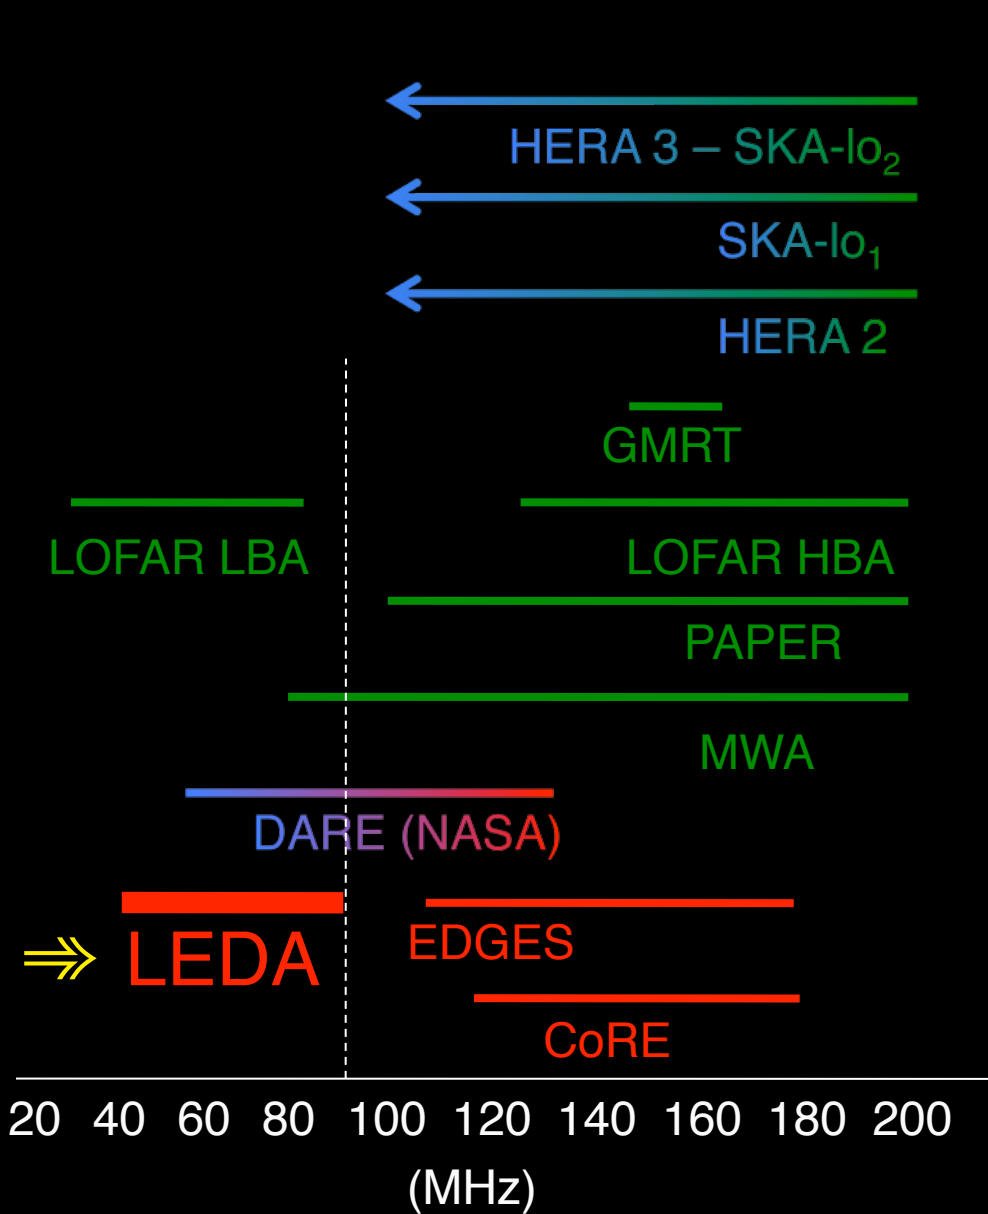 HERA 3 – SKA-lo₂
SKA-lo₁
HERA 2
GMRT
LOFAR LBA LOFAR HBA
PAPER
MWA
DARE (NASA)
LEDA EDGES
CoRE
20 40 60 80 100 120 140 160 180 200
(MHz)